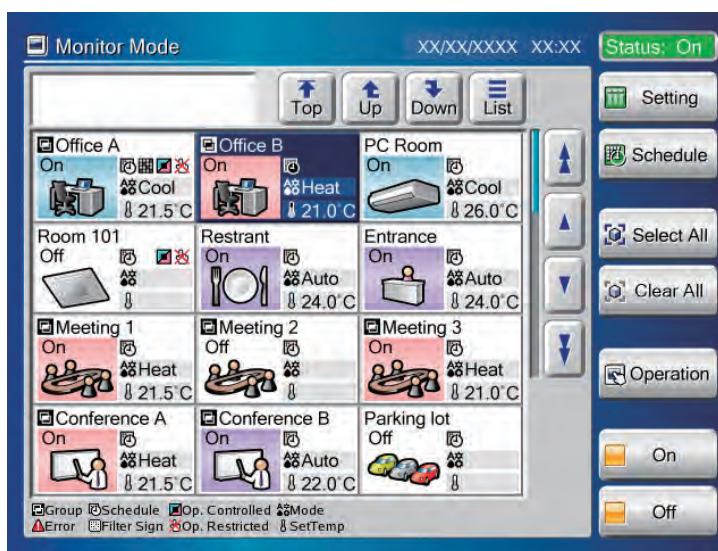 Monitor Mode XX/XX/XXXX XX:XX Status: On
Top Up Down List Setting
Office A Office B PC Room
On On On Schedule
Cool Heat Cool
21.5°C 21.0°C 26.0°C
Select All
Room 101 Restrant Entrance
Off On On
Auto Auto
24.0°C 24.0°C Clear All
Meeting 1 Meeting 2 Meeting 3
On Off On
Heat Heat Operation
21.5°C 21.0°C
Conference A Conference B Parking lot
On On Off On
Heat Auto
21.5°C 22.0°C
Group Schedule Op. Controlled Mode Off
Error Filter Sign Op. Restricted SetTemp